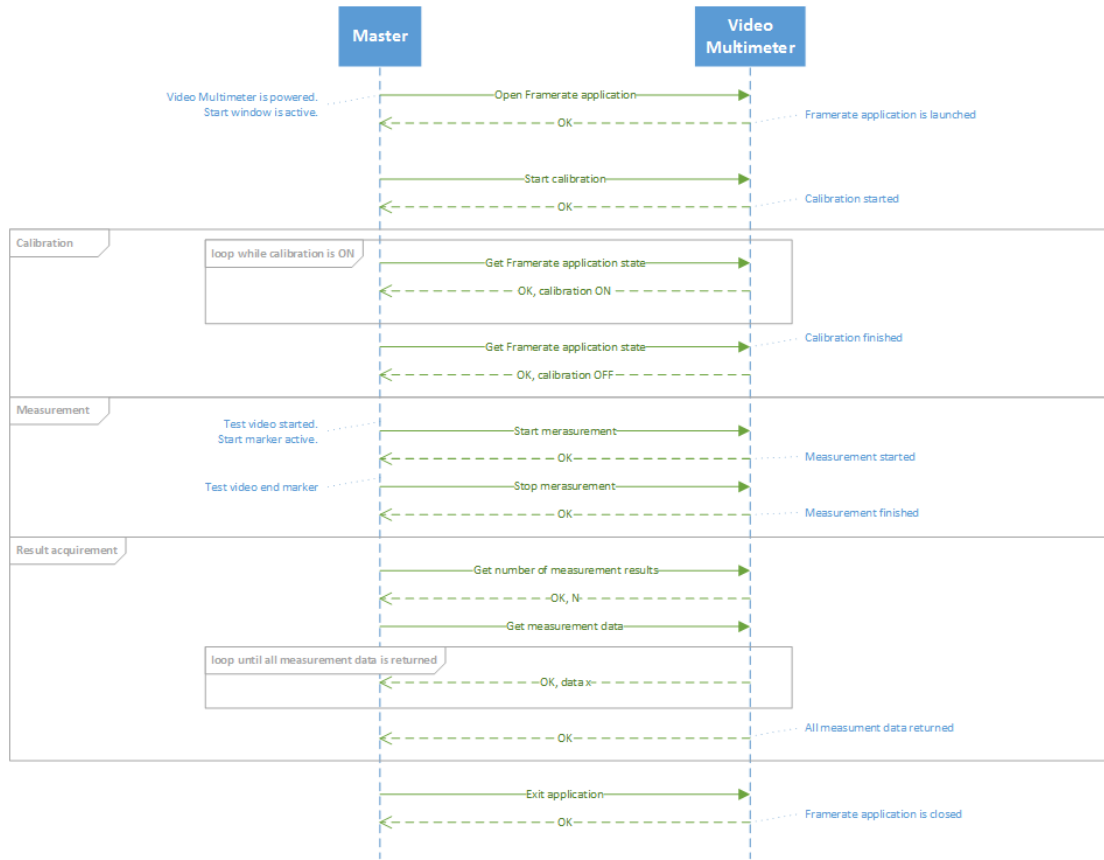 Master
Video
Multimeter
Video Multimeter is powered.
Start window is active.
Open Framerate application
OK
Framerate application is launched
Start calibration
OK
Calibration started
Calibration
loop while calibration is ON
Get Framerate application state
OK, calibration ON
Get Framerate application state
Calibration finished
OK, calibration OFF
Measurement
Test video started.
Start marker active.
Start merasurement
OK
Measurement started
Test video end marker
Stop merasurement
OK
Measurement finished
Result acquirement
Get number of measurement results
OK, N
Get measurement data
loop until all measurement data is returned
OK, data x
OK
All measument data returned
Exit application
OK
Framerate application is closed